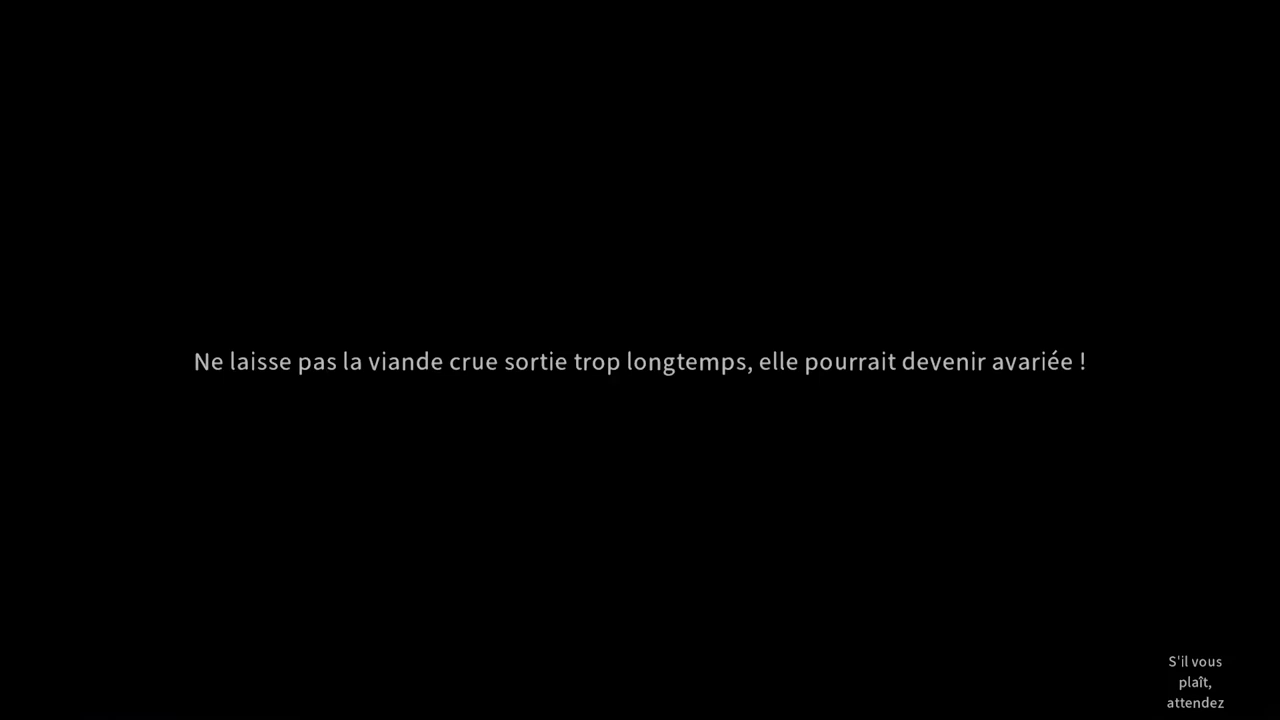 Ne laisse pas la viande crue sortie trop longtemps, elle pourrait devenir avariée !
S'il vous
plaît,
attendez